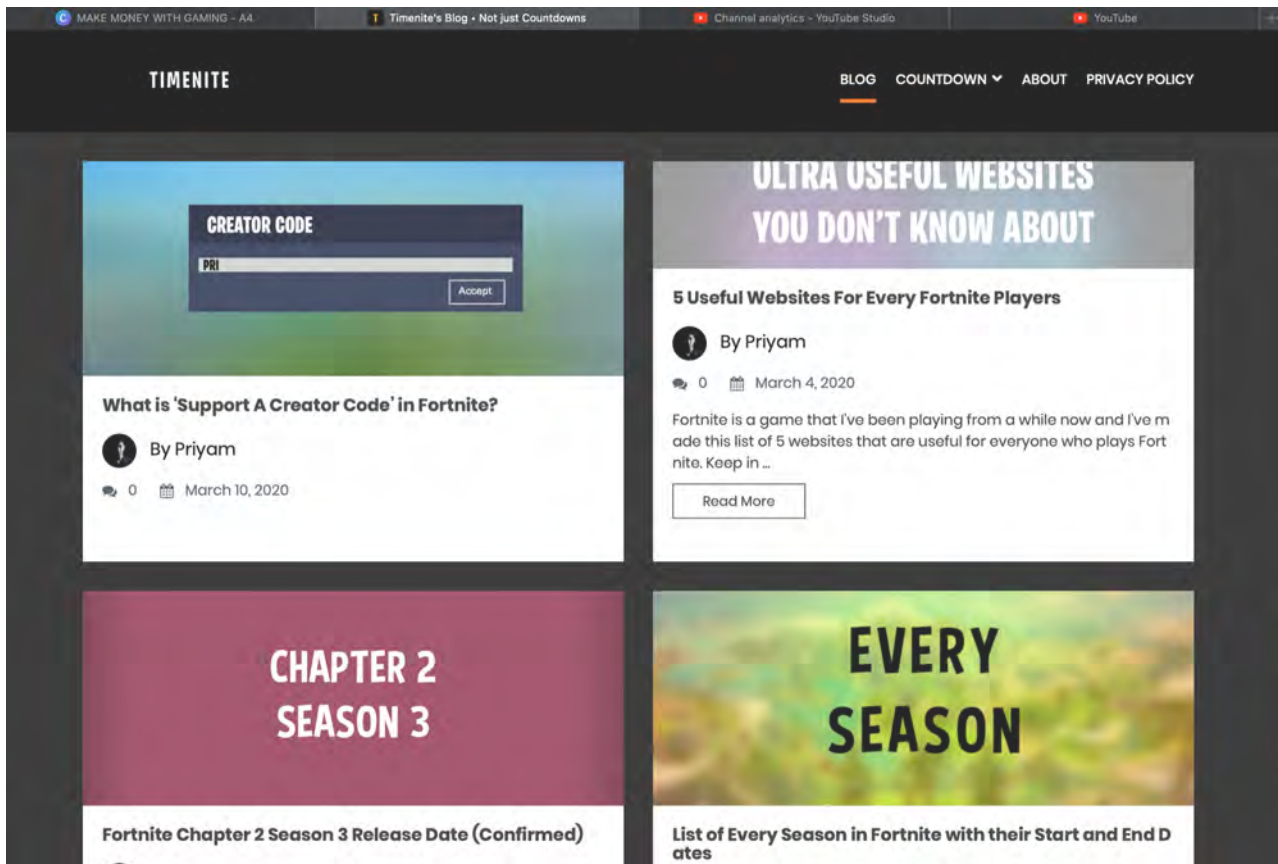 MAKE MONEY WITH GAMING - A4
Timenite's Blog • Not just Countdowns
Channel analytics - YouTube Studio
YouTube
TIMENITE
BLOG COUNTDOWN ABOUT PRIVACY POLICY
CREATOR CODE
PRI
Accept
What is 'Support A Creator Code' in Fortnite?
By Priyam
0 March 10, 2020
ULTRA USEFUL WEBSITES
YOU DON'T KNOW ABOUT
5 Useful Websites For Every Fortnite Players
By Priyam
0 March 4, 2020
Fortnite is a game that I've been playing from a while now and I've m
ade this list of 5 websites that are useful for everyone who plays Fort
nite. Keep in ...
Read More
CHAPTER 2
SEASON 3
Fortnite Chapter 2 Season 3 Release Date (Confirmed)
EVERY
SEASON
List of Every Season in Fortnite with their Start and End D
ates